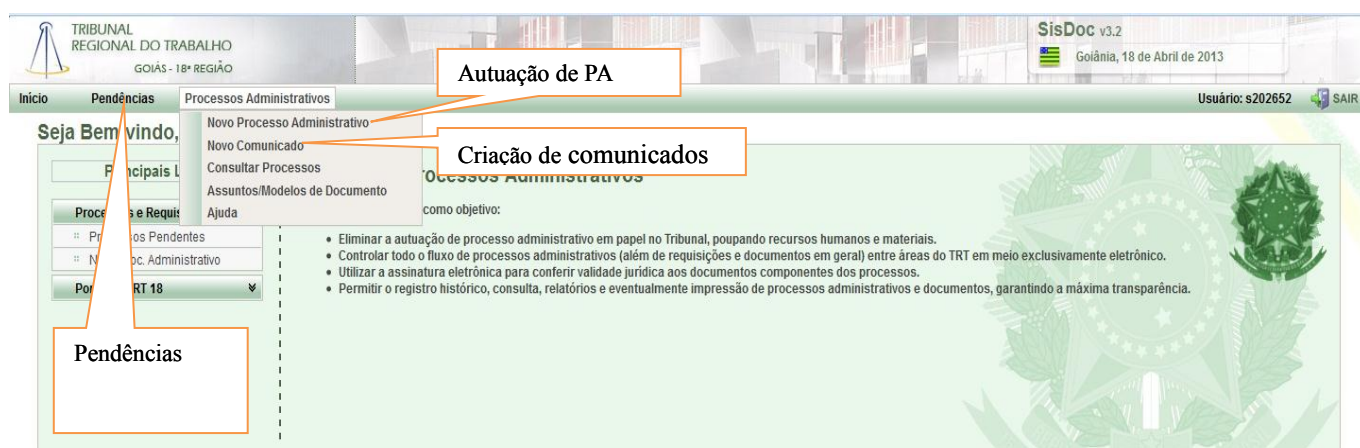 TRIBUNAL
REGIONAL DO TRABALHO
GOIÁS - 18ª REGIÃO
SisDoc v3.2
Goiânia, 18 de Abril de 2013
Autuação de PA
Início Pendências Processos Administrativos
Usuário: s202652 SAIR
Seja Bem vindo,
Novo Processo Administrativo
Novo Comunicado
Consultar Processos
Assuntos/Modelos de Documento
Ajuda
Criação de comunicados
Administrativos
como objetivo:
Eliminar a autuação de processo administrativo em papel no Tribunal, poupando recursos humanos e materiais.
Controlar todo o fluxo de processos administrativos (além de requisições e documentos em geral) entre áreas do TRT em meio exclusivamente eletrônico.
Utilizar a assinatura eletrônica para conferir validade jurídica aos documentos componentes dos processos.
Permitir o registro histórico, consulta, relatórios e eventualmente impressão de processos administrativos e documentos, garantindo a máxima transparência.
Pendentes
Administrativo
Pendências